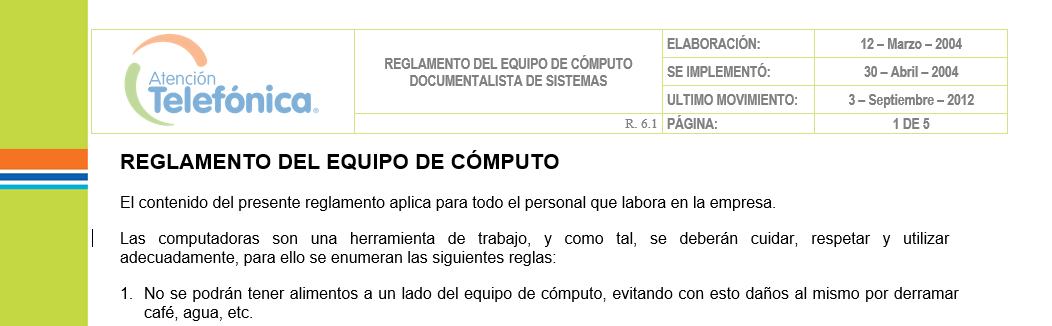 Atención
Telefónica®
REGLAMENTO DEL EQUIPO DE CÓMPUTO
DOCUMENTALISTA DE SISTEMAS
R. 6.1
ELABORACIÓN: 12 – Marzo – 2004
SE IMPLEMENTÓ: 30 – Abril – 2004
ULTIMO MOVIMIENTO: 3 – Septiembre – 2012
PÁGINA: 1 DE 5
REGLAMENTO DEL EQUIPO DE CÓMPUTO
El contenido del presente reglamento aplica para todo el personal que labora en la empresa.
Las computadoras son una herramienta de trabajo, y como tal, se deberán cuidar, respetar y utilizar
adecuadamente, para ello se enumeran las siguientes reglas:
1. No se podrán tener alimentos a un lado del equipo de cómputo, evitando con esto daños al mismo por derramar
café, agua, etc.